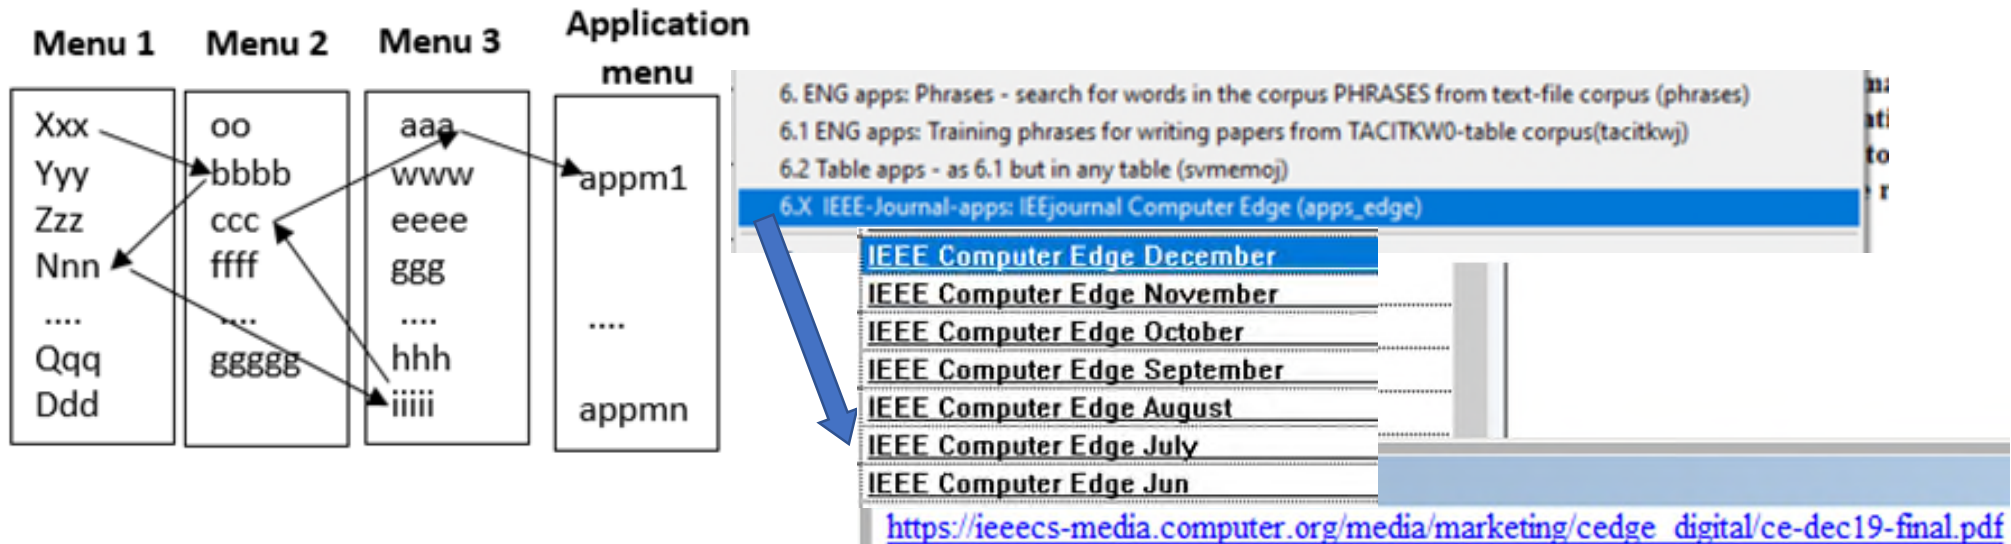 Menu 1
Xxx
Yyy
Zzz
Nnn
....
Qqq
Ddd
Menu 2
oo
bbbb
ccc
ffff
....
ggggg
Menu 3
aaa
www
eeee
ggg
....
hhh
iiiii
Application
menu
appm1
....
appmn
6. ENG apps: Phrases - search for words in the corpus PHRASES from text-file corpus (phrases)
6.1 ENG apps: Training phrases for writing papers from TACITKW0-table corpus(tacitkwj)
6.2 Table apps - as 6.1 but in any table (svmemoj)
6.X IEEE-Journal-apps: IEEjournal Computer Edge (apps_edge)
IEEE Computer Edge December
IEEE Computer Edge November
IEEE Computer Edge October
IEEE Computer Edge September
IEEE Computer Edge August
IEEE Computer Edge July
IEEE Computer Edge Jun
https://ieeecs-media.computer.org/media/marketing/cedge_digital/ce-dec19-final.pdf